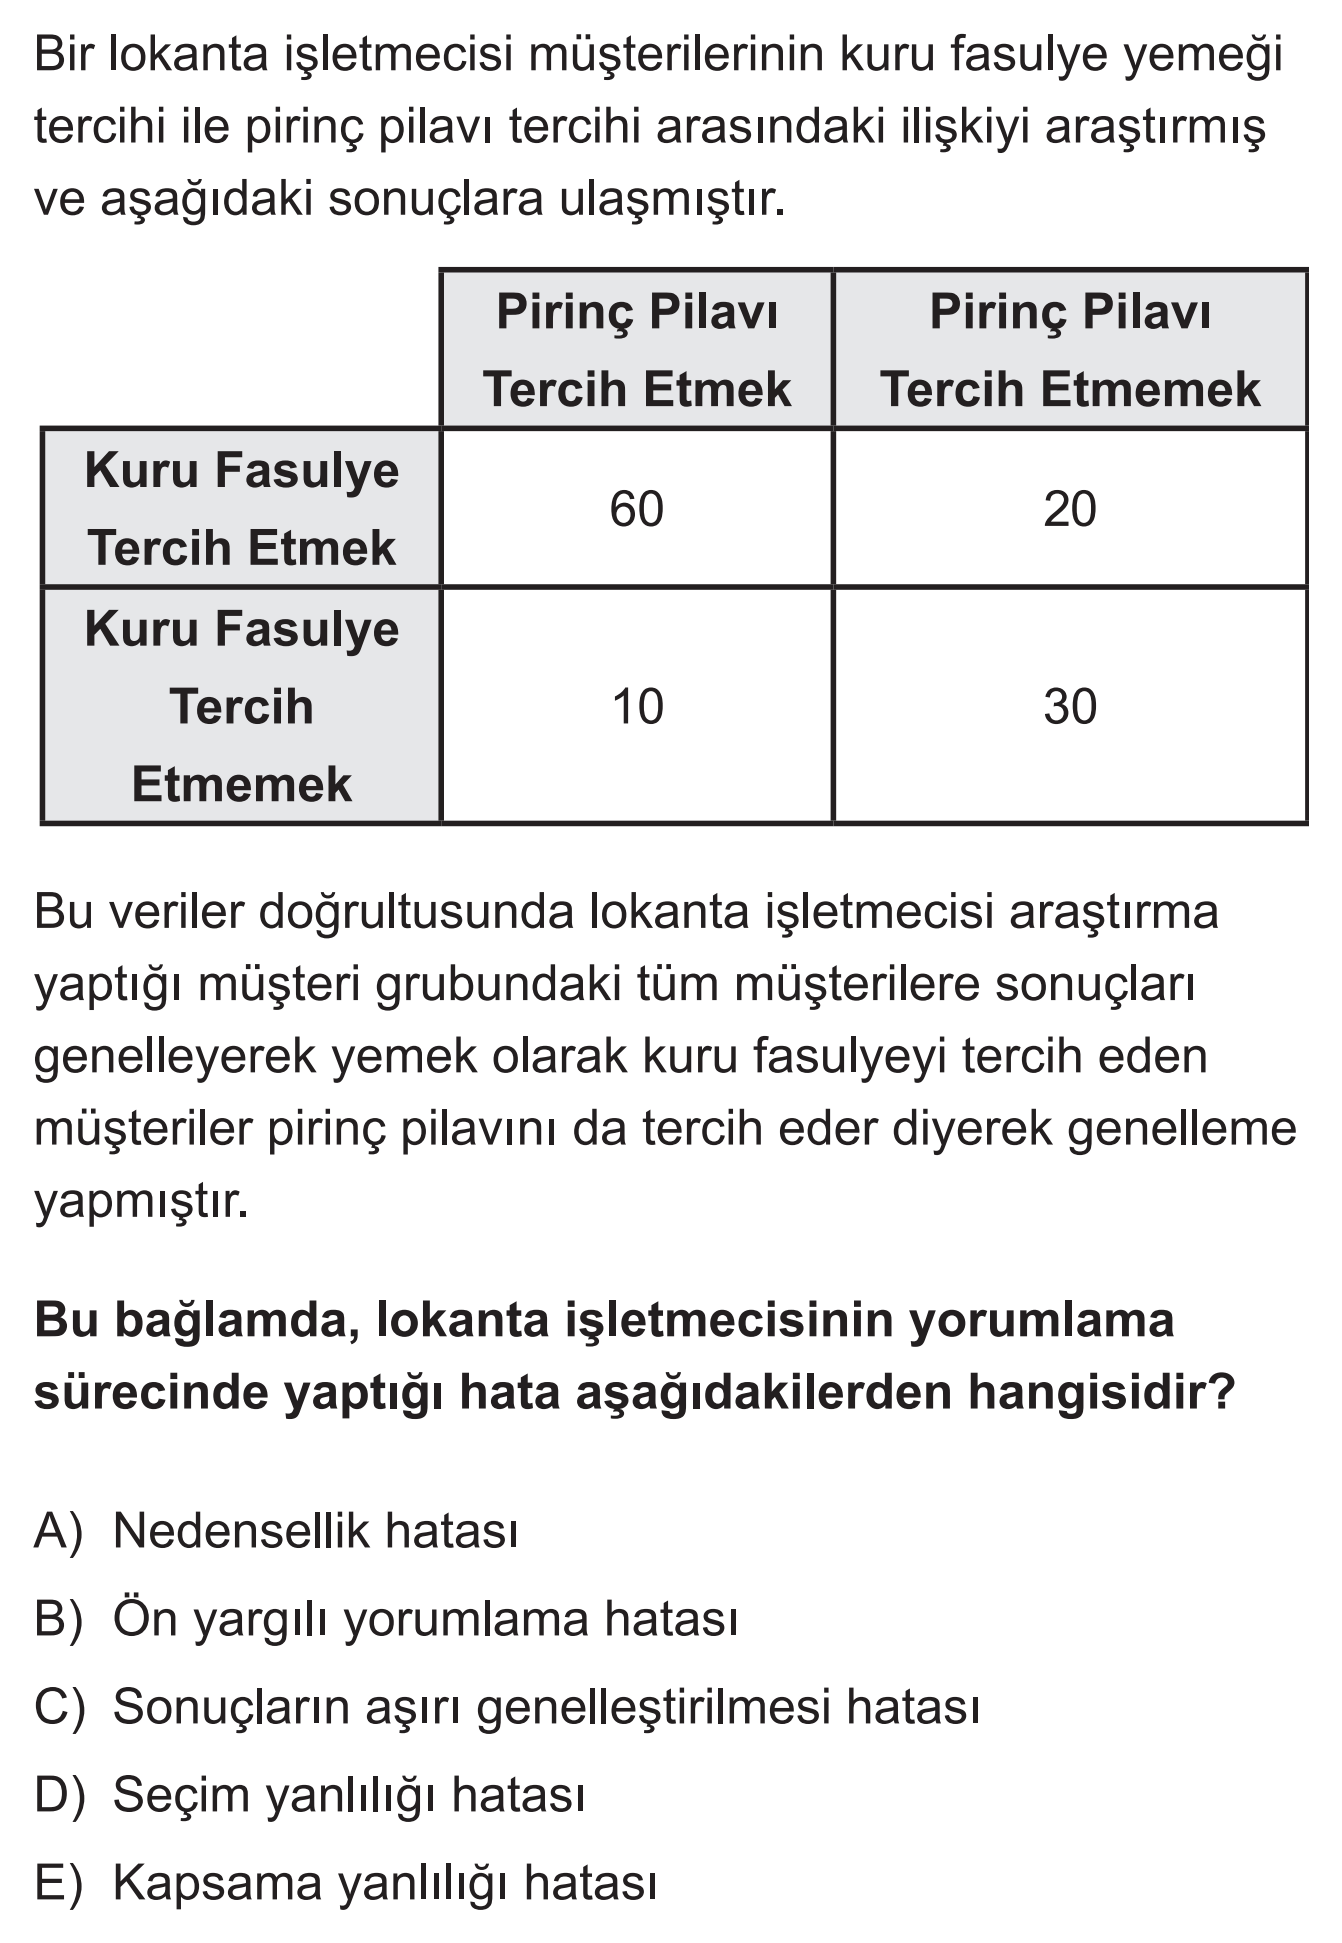 Bir lokanta işletmecisi müşterilerinin kuru fasulye yemeği
tercihi ile pirinç pilavı tercihi arasındaki ilişkiyi araştırmış
ve aşağıdaki sonuçlara ulaşmıştır.
Pirinç Pilavı
Tercih Etmek
Pirinç Pilavı
Tercih Etmemek
Kuru Fasulye
Tercih Etmek
60
20
Kuru Fasulye
Tercih
Etmemek
10
30
Bu veriler doğrultusunda lokanta işletmecisi araştırma
yaptığı müşteri grubundaki tüm müşterilere sonuçları
genelleyerek yemek olarak kuru fasulyeyi tercih eden
müşteriler pirinç pilavını da tercih eder diyerek genelleme
yapmıştır.
Bu bağlamda, lokanta işletmecisinin yorumlama
sürecinde yaptığı hata aşağıdakilerden hangisidir?
A) Nedensellik hatası
B) Ön yargılı yorumlama hatası
C) Sonuçların aşırı genelleştirilmesi hatası
D) Seçim yanlılığı hatası
E) Kapsama yanlılığı hatası